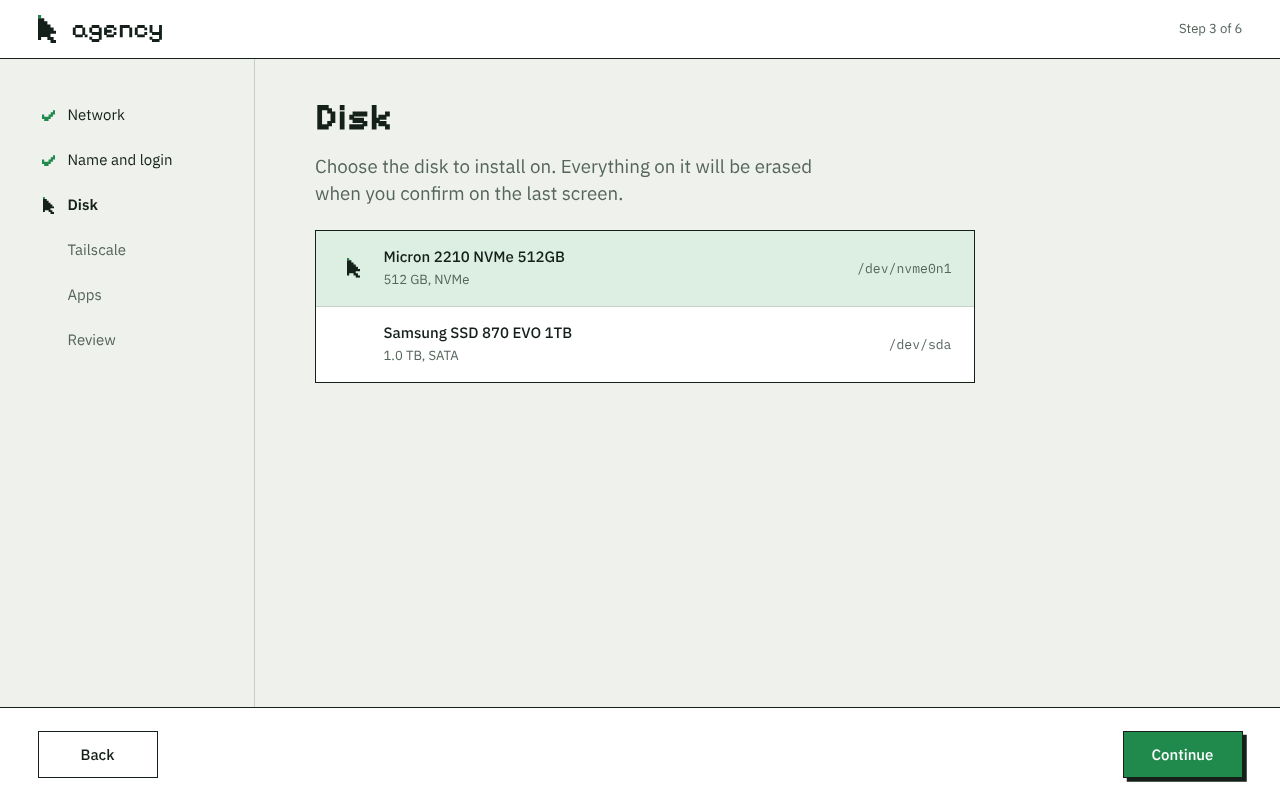 agency
Step 3 of 6
Network
Name and login
Disk
Tailscale
Apps
Review
Disk
Choose the disk to install on. Everything on it will be erased
when you confirm on the last screen.
Micron 2210 NVMe 512GB
512 GB, NVMe
/dev/nvme0n1
Samsung SSD 870 EVO 1TB
1.0 TB, SATA
/dev/sda
Back
Continue